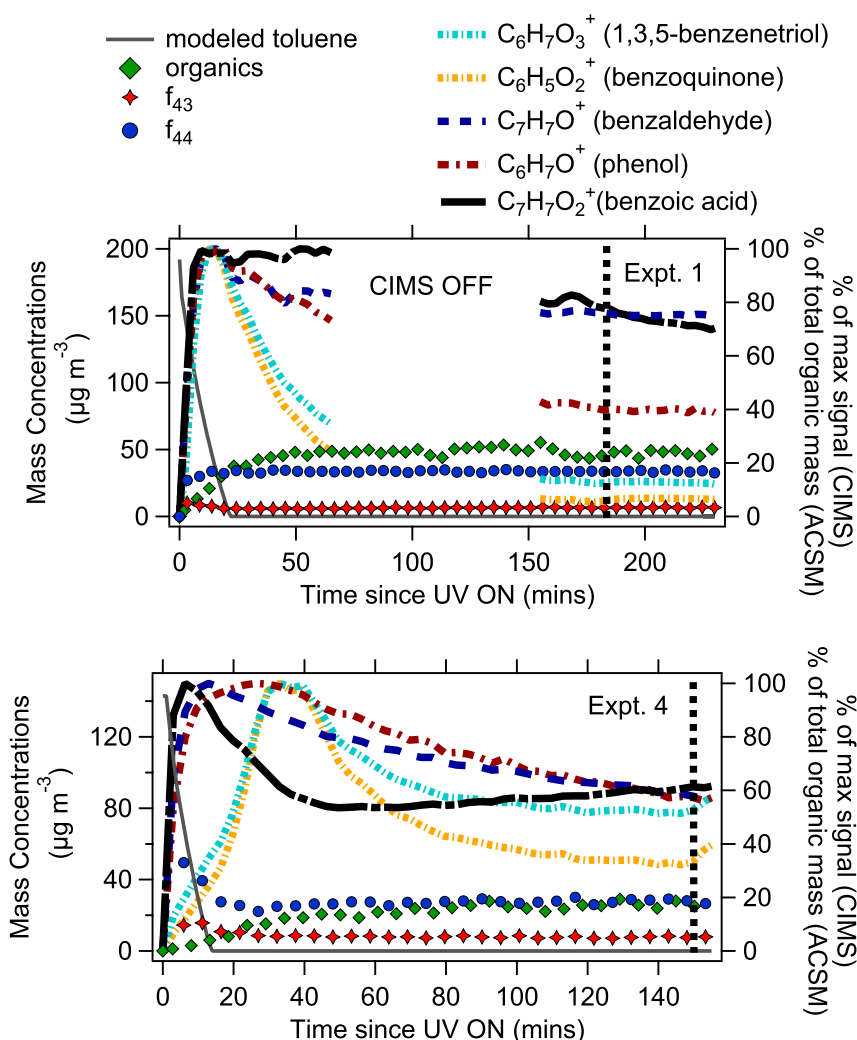 modeled toluene
organics
f43
f44
C6H7O3+ (1,3,5-benzenetriol)
C6H5O2+ (benzoquinone)
C7H7O+ (benzaldehyde)
C6H7O+ (phenol)
C7H7O2+(benzoic acid)
Mass Concentrations
(µg m-3)
200
150
100
50
0
CIMS OFF
Expt. 1
100
80
60
40
20
0
% of max signal (CIMS)
% of total organic mass (ACSM)
0
50
100
150
200
Time since UV ON (mins)
Mass Concentrations
(µg m-3)
120
80
40
0
Expt. 4
100
80
60
40
20
0
% of max signal (CIMS)
% of total organic mass (ACSM)
0
20
40
60
80
100
120
140
Time since UV ON (mins)